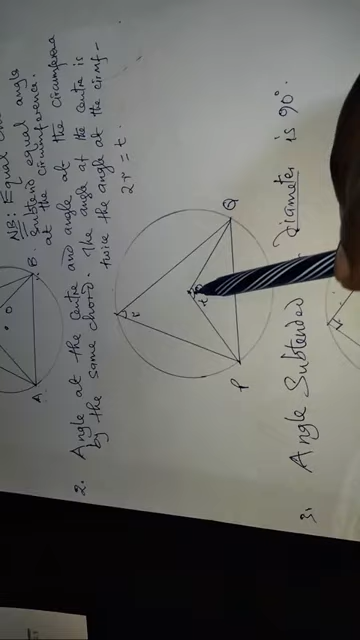 NB: Equal
Subtend equal angle
at the circumference.
A
B
O
2. Angle at the centre and angle at the circumference
by the same chord. The angle at the centre is
twice the angle at the circumf-
2r = t.
r
t
P
Q
3. Angle Subtended Diameter is 90°.